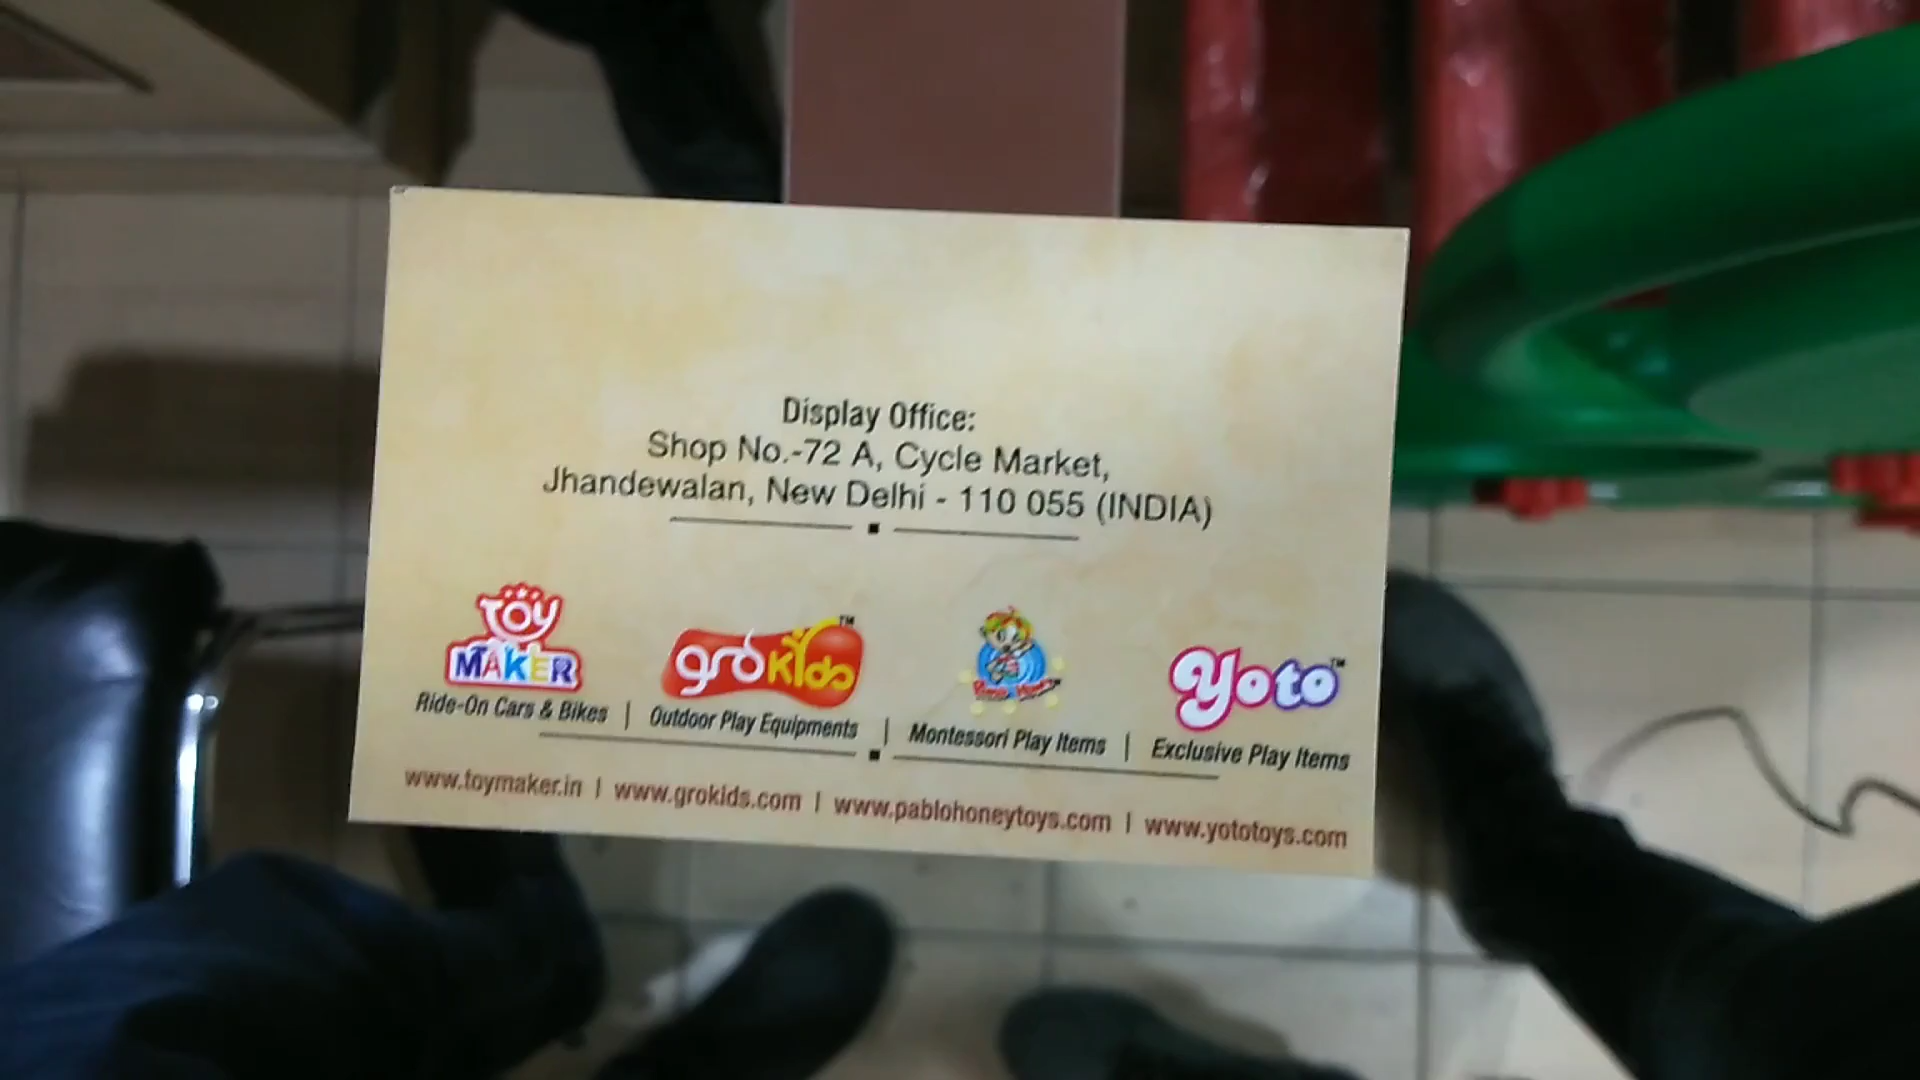 Display Office:
Shop No.-72 A, Cycle Market,
Jhandewalan, New Delhi - 110 055 (INDIA)
TOY MAKER
grokids™
Yoto™
Ride-On Cars & Bikes | Outdoor Play Equipments | Montessori Play Items | Exclusive Play Items
www.toymaker.in | www.grokids.com | www.pablohoneytoys.com | www.yototoys.com